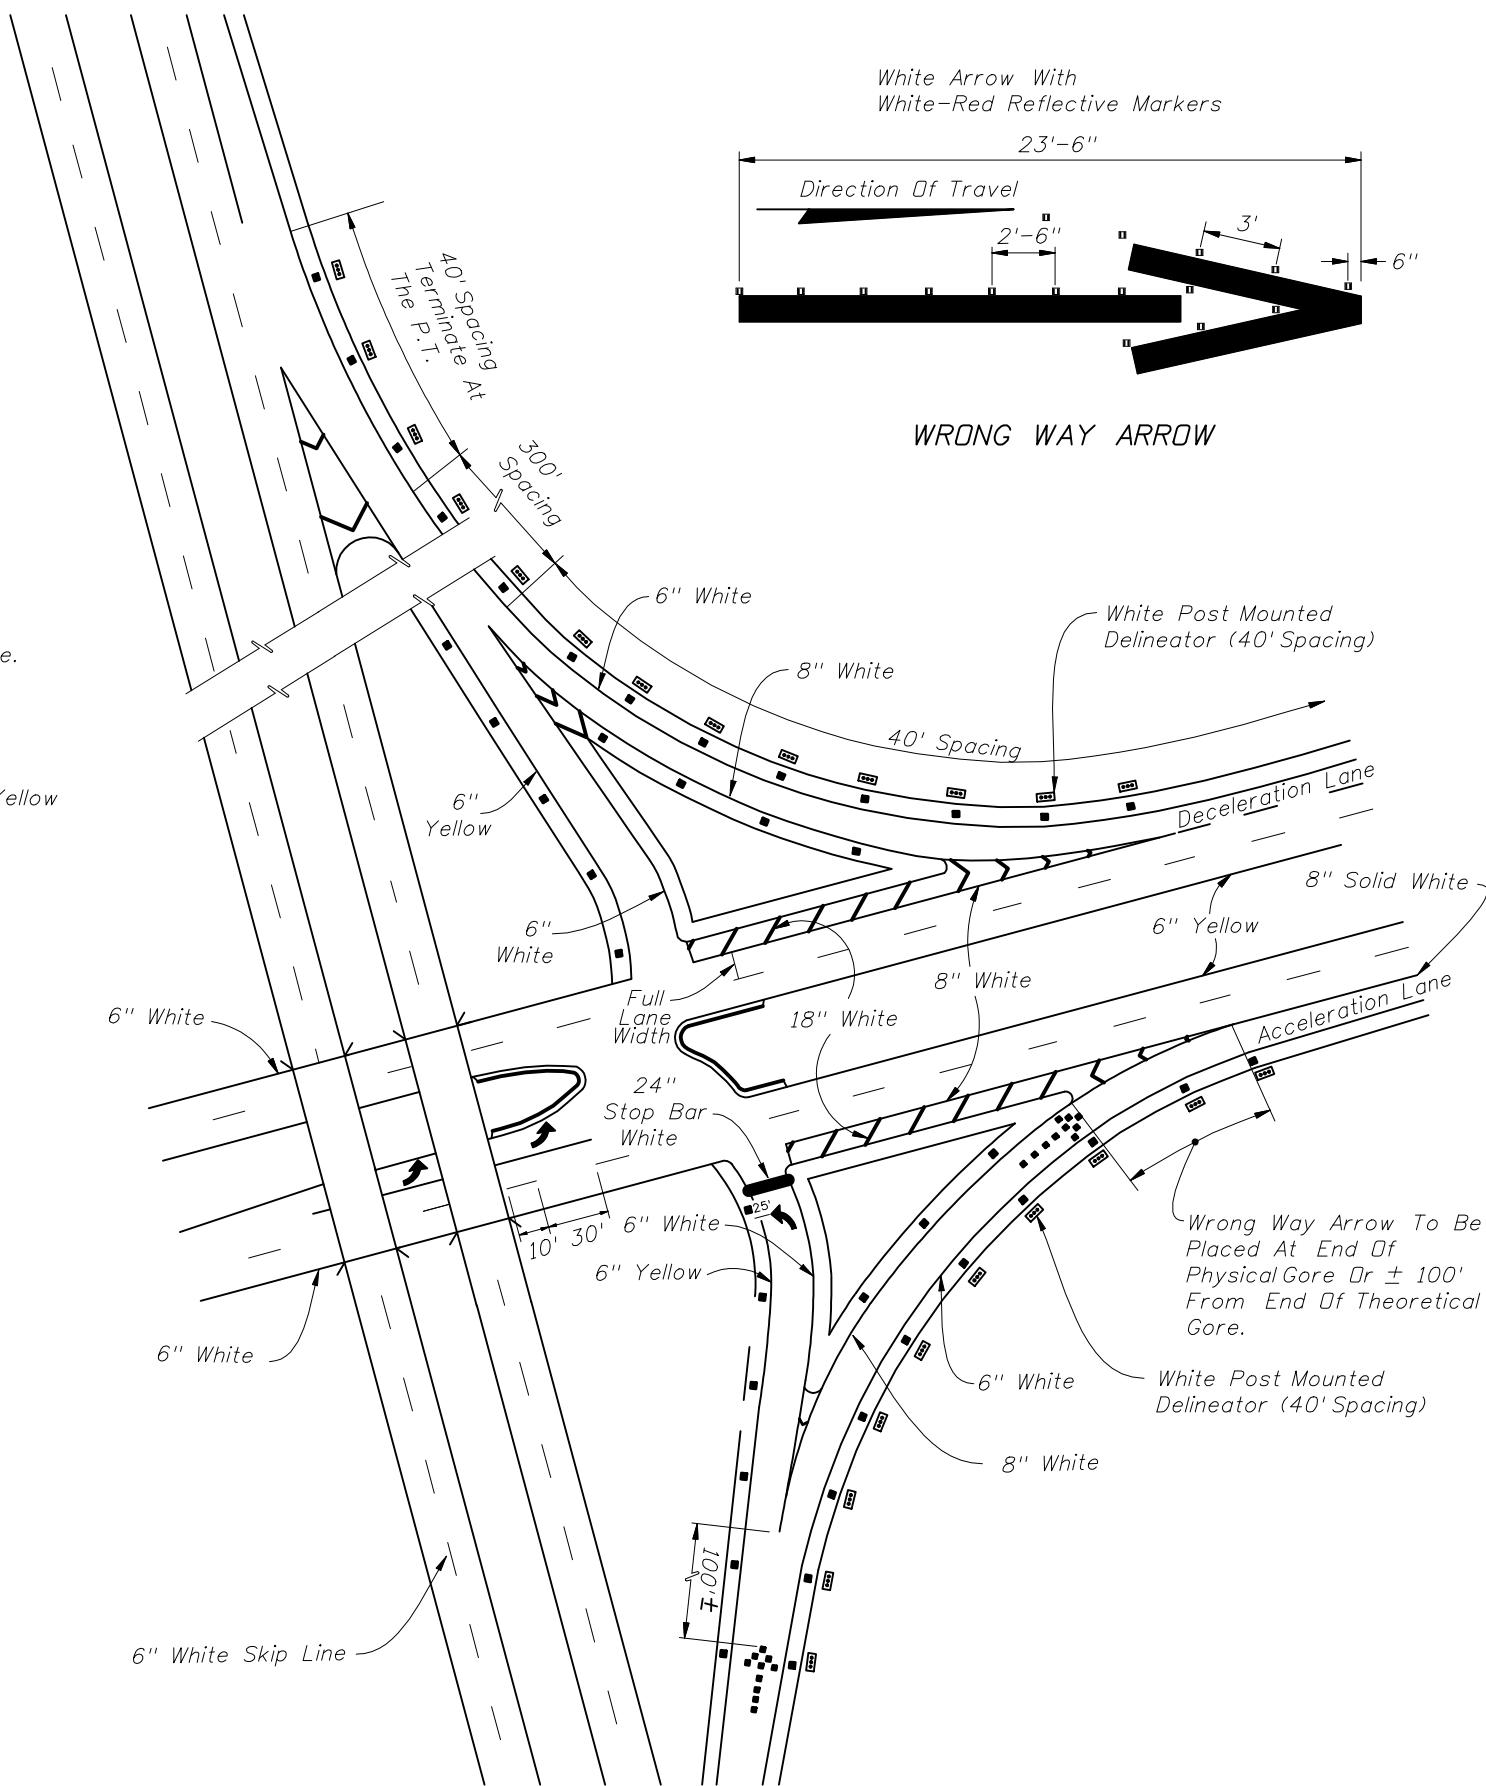 White Arrow With
White-Red Reflective Markers
23'-6"
Direction Of Travel
2'-6"
3'
6"
WRONG WAY ARROW
40' Spacing
Terminate At
The P.T.
300'
Spacing
6" White
White Post Mounted
Delineator (40' Spacing)
e.
8" White
40' Spacing
Deceleration Lane
Yellow
6"
Yellow
8" Solid White
6" Yellow
6"
White
8" White
Full
Lane
Width
18" White
Acceleration Lane
6" White
24"
Stop Bar
White
25'
10'
30'
6" White
6" Yellow
Wrong Way Arrow To Be
Placed At End Of
Physical Gore Or ± 100'
From End Of Theoretical
Gore.
6" White
6" White
White Post Mounted
Delineator (40' Spacing)
8" White
100'±
6" White Skip Line